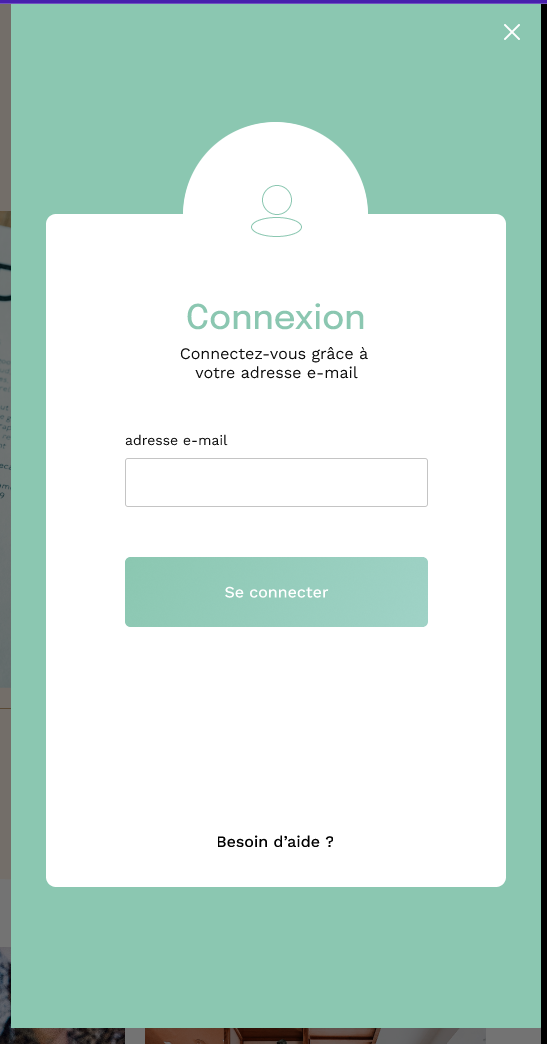 Connexion
Connectez-vous grâce à
votre adresse e-mail
adresse e-mail
Se connecter
Besoin d’aide ?